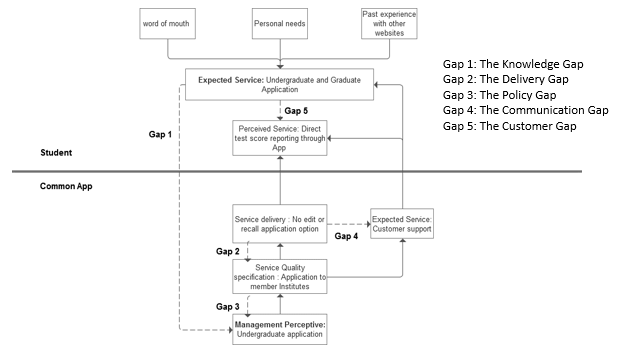 word of mouth
Personal needs
Past experience
with other
websites
Expected Service: Undergraduate and Graduate
Application
Gap 1: The Knowledge Gap
Gap 2: The Delivery Gap
Gap 3: The Policy Gap
Gap 4: The Communication Gap
Gap 5: The Customer Gap
Gap 5
Gap 1
Perceived Service: Direct
test score reporting through
App
Student
Common App
Service delivery : No edit or
recall application option
Expected Service:
Customer support
Gap 4
Gap 2
Service Quality
specification : Application to
member Institutes
Gap 3
Management Perceptive:
Undergraduate application